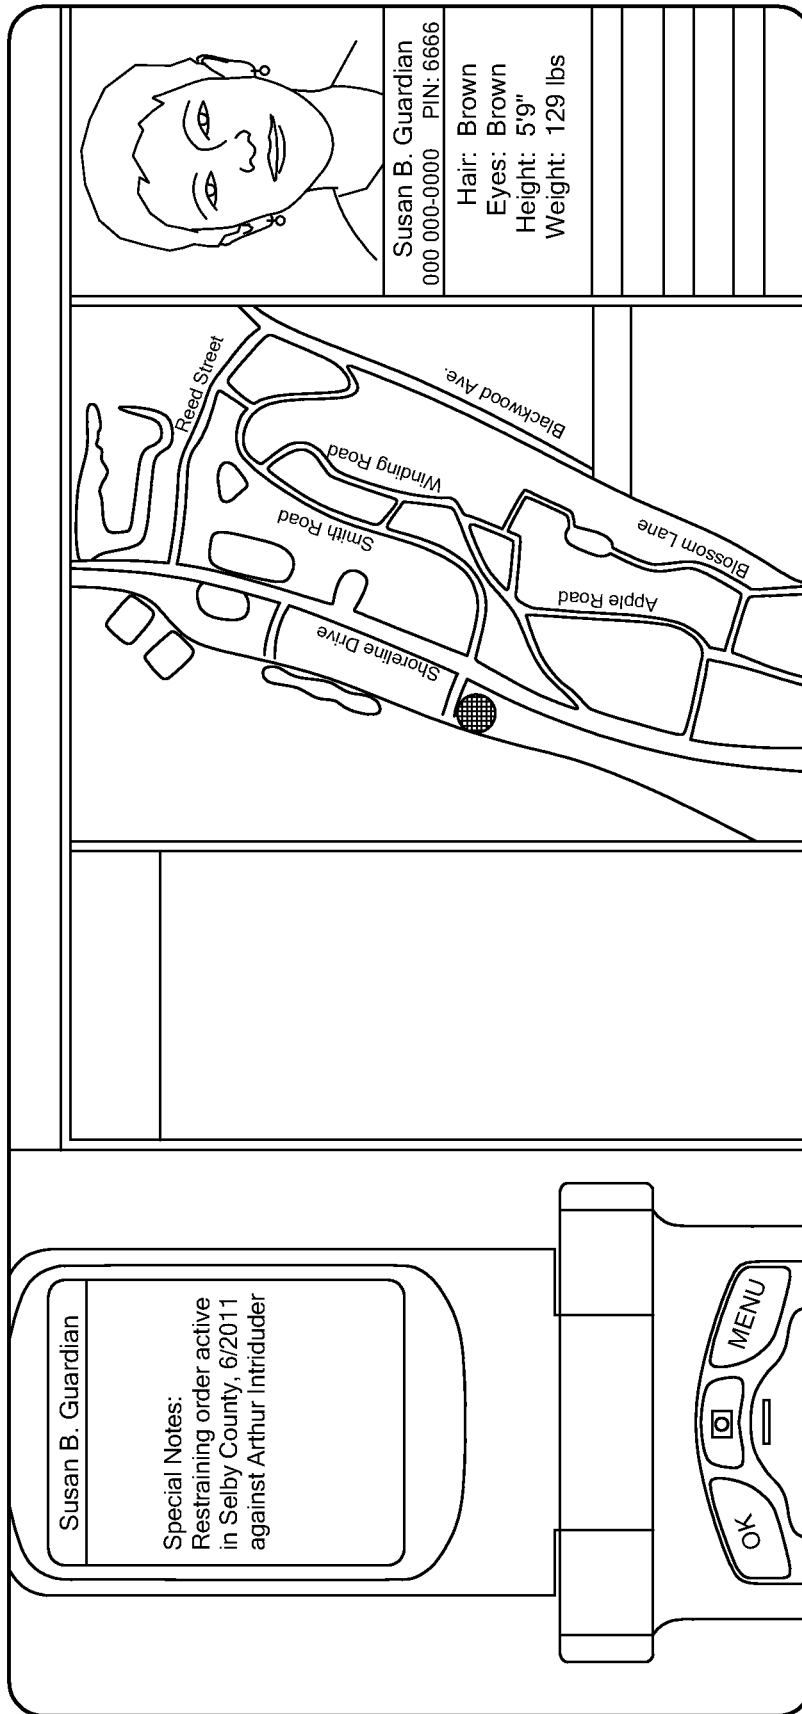 Susan B. Guardian
Special Notes:
Restraining order active
in Selby County, 6/2011
against Arthur Intriduder
OK
MENU
Reed Street
Smith Road
Winding Road
Blackwood Ave.
Shoreline Drive
Apple Road
Blossom Lane
Susan B. Guardian
000 000-0000 PIN: 6666
Hair: Brown
Eyes: Brown
Height: 5'9"
Weight: 129 lbs